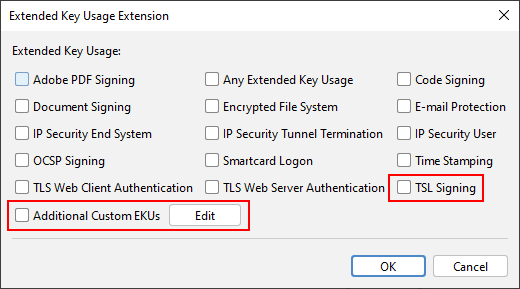 Extended Key Usage Extension
Extended Key Usage:
Adobe PDF Signing Any Extended Key Usage Code Signing
Document Signing Encrypted File System E-mail Protection
IP Security End System IP Security Tunnel Termination IP Security User
OCSP Signing Smartcard Logon Time Stamping
TLS Web Client Authentication TLS Web Server Authentication TSL Signing
Additional Custom EKUs Edit
OK Cancel